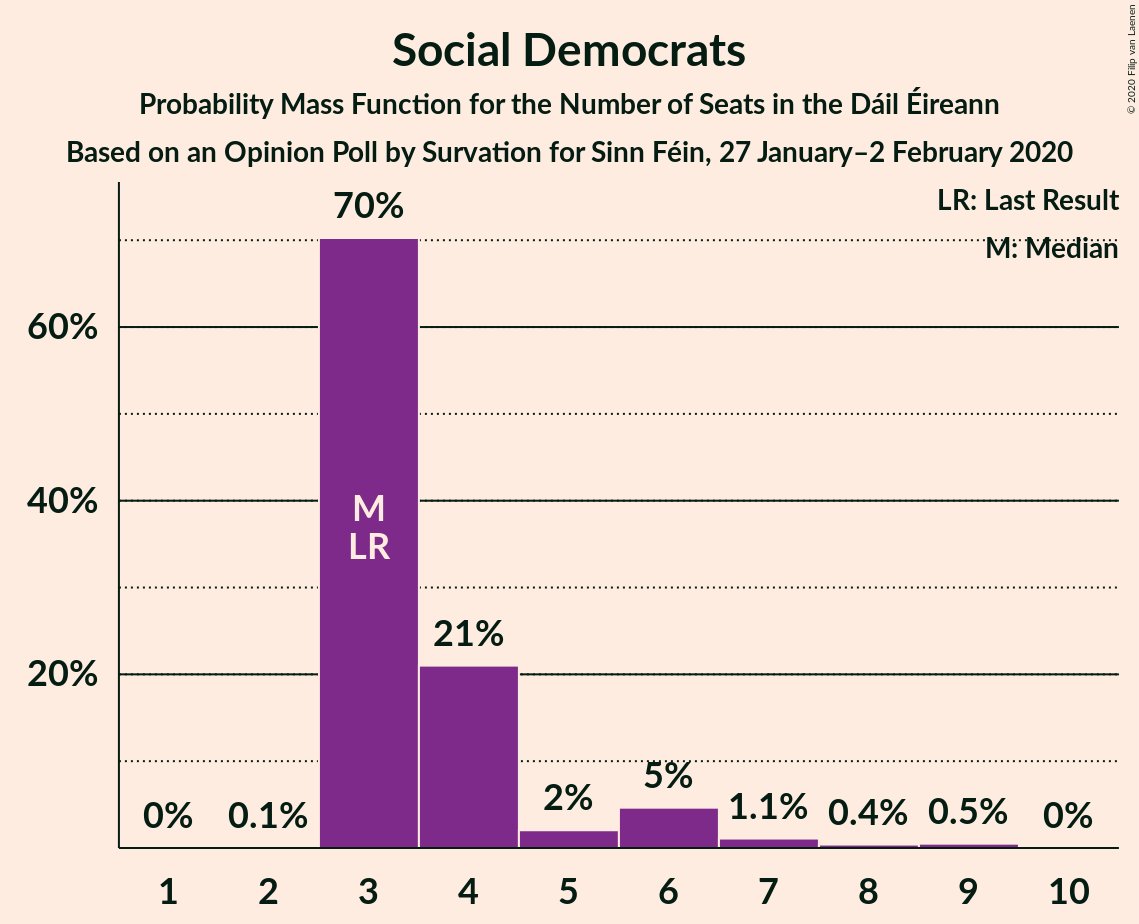 Social Democrats
Probability Mass Function for the Number of Seats in the Dáil Éireann
Based on an Opinion Poll by Survation for Sinn Féin, 27 January–2 February 2020
© 2020 Filip van Laenen
LR: Last Result
M: Median
70%
60%
40%
20%
M
LR
21%
0%
0.1%
2%
5%
1.1%
0.4%
0.5%
0%
1
2
3
4
5
6
7
8
9
10